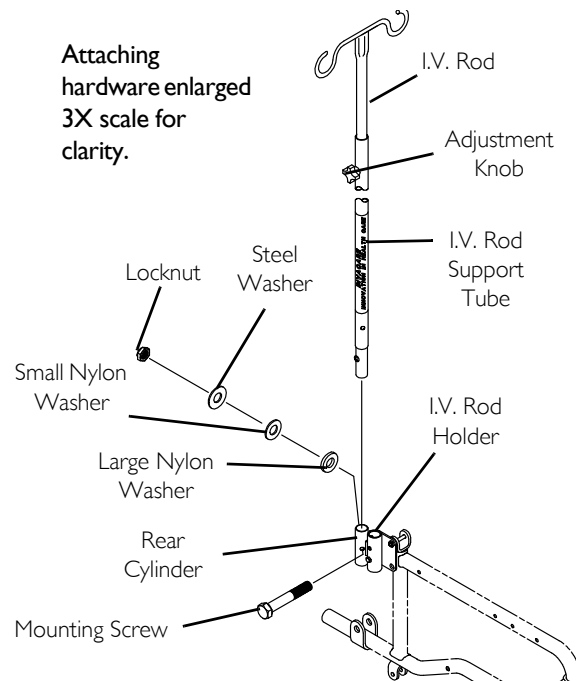 Attaching
hardware enlarged
3X scale for
clarity.
I.V. Rod
Adjustment
Knob
I.V. Rod
Support
Tube
Steel
Washer
Locknut
Small Nylon
Washer
Large Nylon
Washer
I.V. Rod
Holder
Rear
Cylinder
Mounting Screw